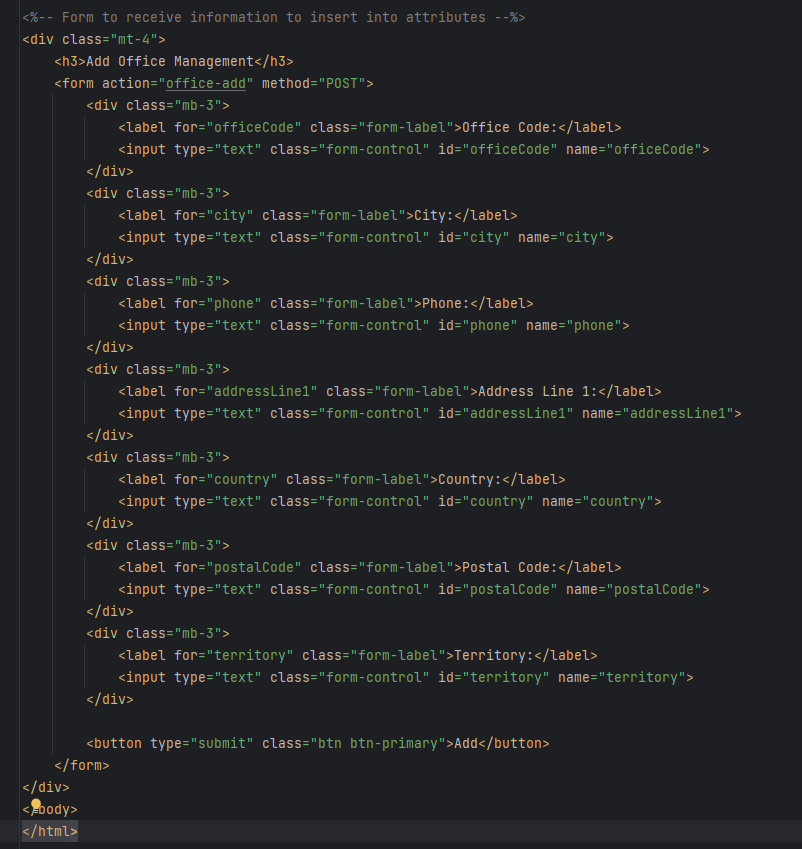 <%-- Form to receive information to insert into attributes --%>
<div class="mt-4">
    <h3>Add Office Management</h3>
    <form action="office-add" method="POST">
        <div class="mb-3">
            <label for="officeCode" class="form-label">Office Code:</label>
            <input type="text" class="form-control" id="officeCode" name="officeCode">
        </div>
        <div class="mb-3">
            <label for="city" class="form-label">City:</label>
            <input type="text" class="form-control" id="city" name="city">
        </div>
        <div class="mb-3">
            <label for="phone" class="form-label">Phone:</label>
            <input type="text" class="form-control" id="phone" name="phone">
        </div>
        <div class="mb-3">
            <label for="addressLine1" class="form-label">Address Line 1:</label>
            <input type="text" class="form-control" id="addressLine1" name="addressLine1">
        </div>
        <div class="mb-3">
            <label for="country" class="form-label">Country:</label>
            <input type="text" class="form-control" id="country" name="country">
        </div>
        <div class="mb-3">
            <label for="postalCode" class="form-label">Postal Code:</label>
            <input type="text" class="form-control" id="postalCode" name="postalCode">
        </div>
        <div class="mb-3">
            <label for="territory" class="form-label">Territory:</label>
            <input type="text" class="form-control" id="territory" name="territory">
        </div>

        <button type="submit" class="btn btn-primary">Add</button>
    </form>
</div>
</body>
</html>